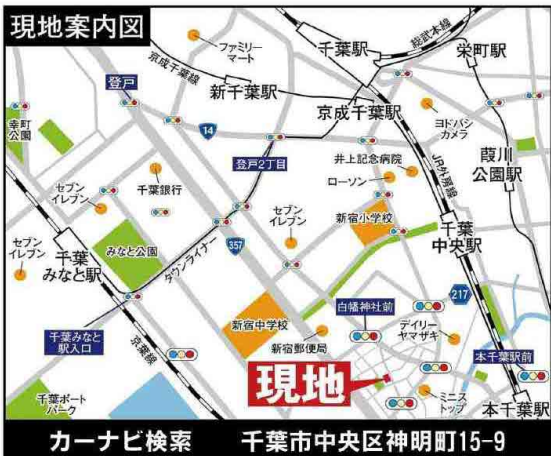 現地案内図
ファミリー
マート
京成千葉線
登戸
新千葉駅
千葉駅
総武本線
栄町駅
京成千葉駅
ヨドバシ
カメラ
幸町
公園
14
登戸2丁目
井上記念病院
ローソン
JR外房線
葭川
公園駅
セブン
イレブン
千葉銀行
セブン
イレブン
新宿小学校
千葉
中央駅
セブン
イレブン
千葉
みなと駅
みなと公園
タウンライナー
357
217
千葉みなと
駅入口
京葉線
新宿中学校
白幡神社前
デイリー
ヤマザキ
新宿郵便局
本千葉駅前
現地
千葉ポート
パーク
ミニス
トップ
本千葉駅
カーナビ検索 千葉市中央区神明町15-9